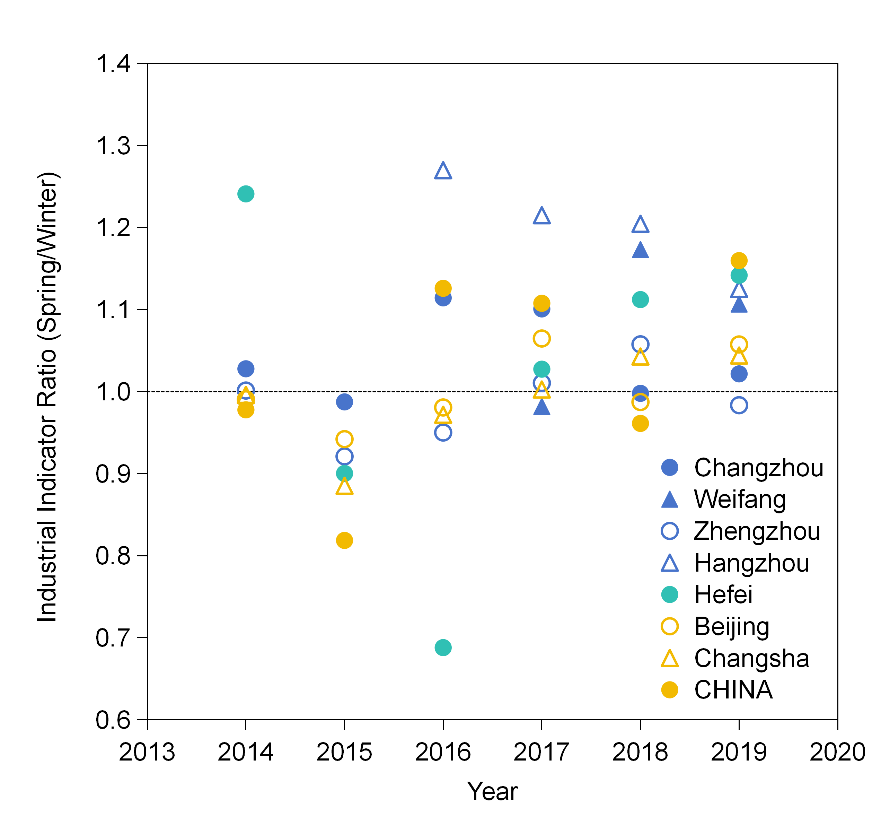 1.4
1.3
1.2
1.1
1.0
0.9
0.8
0.7
0.6
Industrial Indicator Ratio (Spring/Winter)
Changzhou
Weifang
Zhengzhou
Hangzhou
Hefei
Beijing
Changsha
CHINA
2013 2014 2015 2016 2017 2018 2019 2020
Year